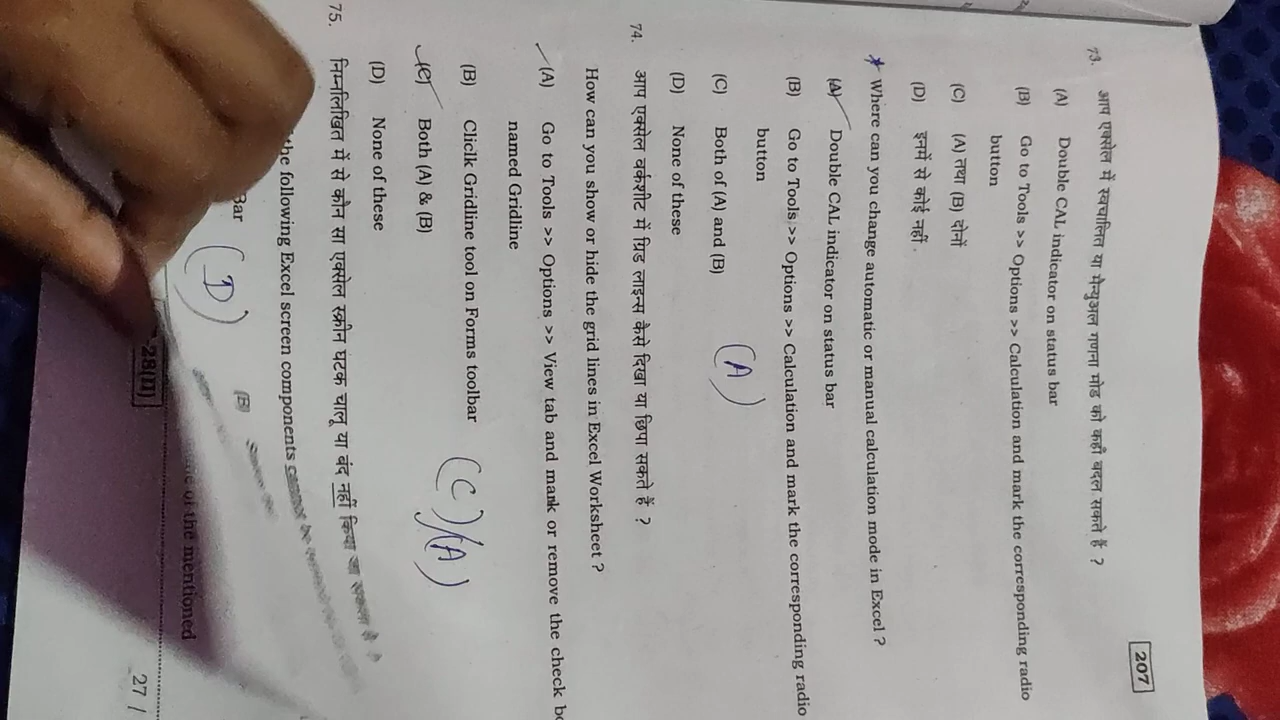 207
73. आप एक्सेल में स्वचालित या मैन्युअल गणना मोड को कहाँ बदल सकते हैं ?
(A) Double CAL indicator on status bar
(B) Go to Tools >> Options >> Calculation and mark the corresponding radio
button
(C) (A) तथा (B) दोनों
(D) इनमें से कोई नहीं
Where can you change automatic or manual calculation mode in Excel ?
(A) Double CAL indicator on status bar
(B) Go to Tools >> Options >> Calculation and mark the corresponding radio
button
(C) Both of (A) and (B)
(A)
(D) None of these
74. आप एक्सेल वर्कशीट में ग्रिड लाइन्स कैसे दिखा या छिपा सकते हैं ?
How can you show or hide the grid lines in Excel Worksheet ?
(A) Go to Tools >> Options >> View tab and mank or remove the check
named Gridline
(B) Cliclk Gridline tool on Forms toolbar
(C) Both (A) & (B)
(C)/(A)
(D) None of these
75. निम्नलिखित में से कौन सा एक्सेल स्क्रीन घटक चालू या बंद नहीं किया जा सकता है ?
the following Excel screen components cannot be
Bar
(B)
(D)
of the mentioned
28(II)
27